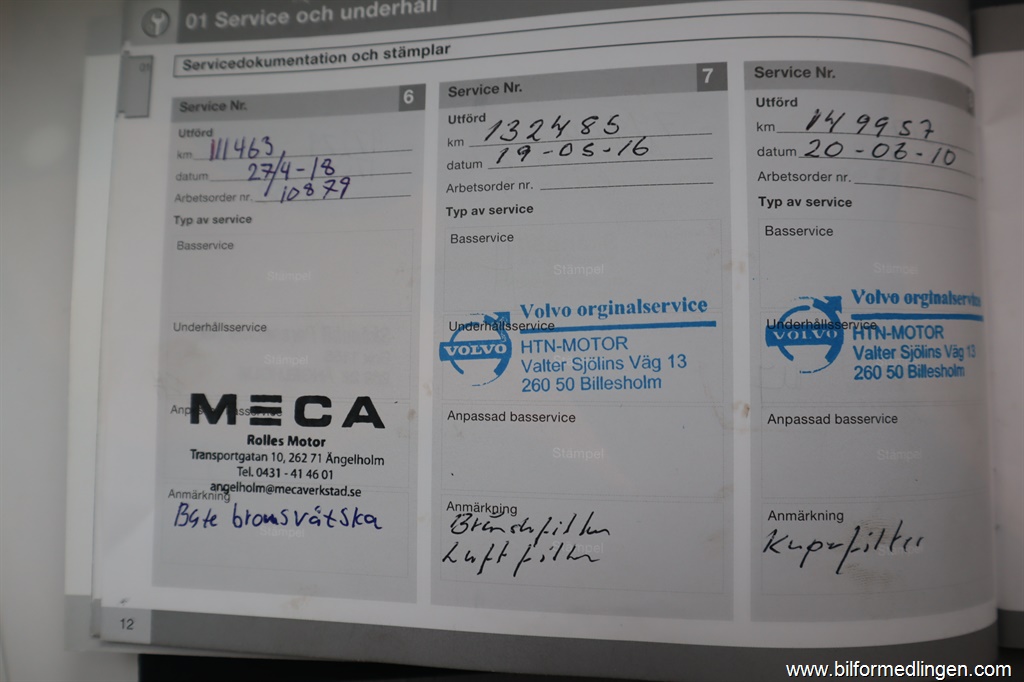 01 Service och underhåll
01
Servicedokumentation och stämplar
Service Nr. 6
Utförd
km 111463
datum 27/4-18
Arbetsorder nr. 10879
Typ av service
Basservice
Stämpel
Underhållsservice
Stämpel
Anpassad basservice
MECA
Rolles Motor
Transportgatan 10, 262 71 Ängelholm
Tel. 0431 - 41 46 01
angelholm@mecaverkstad.se
Anmärkning
Byte bromsvätska
Stämpel
Service Nr. 7
Utförd
km 132485
datum 19-05-16
Arbetsorder nr.
Typ av service
Basservice
Stämpel
Underhållsservice
Volvo orginalservice
VOLVO
HTN-MOTOR
Valter Sjölins Väg 13
260 50 Billesholm
Anpassad basservice
Stämpel
Anmärkning
Bränslefilter
Luftfilter
Service Nr.
Utförd
km 149957
datum 20-06-10
Arbetsorder nr.
Typ av service
Basservice
Stämpel
Underhållsservice
Volvo orginalservice
VOLVO
HTN-MOTOR
Valter Sjölins Väg 13
260 50 Billesholm
Anpassad basservice
Stämpel
Anmärkning
Kupefilter
12
www.bilformedlingen.com